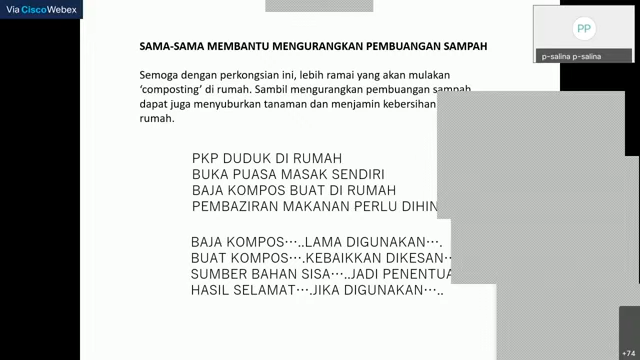 Via Cisco Webex
PP
p-salina p-salina
SAMA-SAMA MEMBANTU MENGURANGKAN PEMBUANGAN SAMPAH
Semoga dengan perkongsian ini, lebih ramai yang akan mulakan
‘composting’ di rumah. Sambil mengurangkan pembuangan sampah
dapat juga menyuburkan tanaman dan menjamin kebersihan
rumah.
PKP DUDUK DI RUMAH
BUKA PUASA MASAK SENDIRI
BAJA KOMPOS BUAT DI RUMAH
PEMBAZIRAN MAKANAN PERLU
BAJA KOMPOS…..LAMA DIGUNAKAN….
BUAT KOMPOS….KEBAIKKAN DIKESAN…
SUMBER BAHAN SISA…..JADI
HASIL SELAMAT….JIKA DIGUNAKAN…..
+74